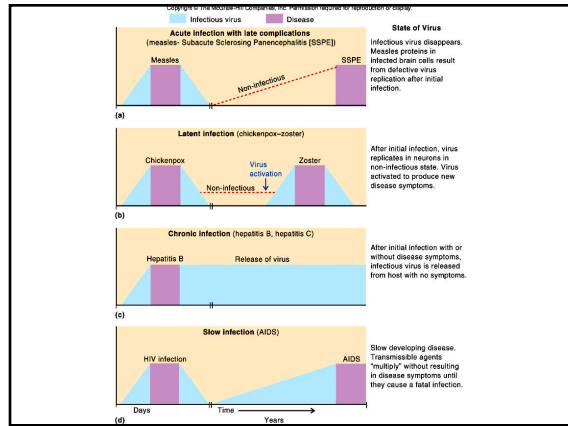 Copyright © The McGraw-Hill Companies, Inc. Permission required for reproduction or display.
Infectious virus
Disease
State of Virus
Acute infection with late complications
(measles- Subacute Sclerosing Panencephalitis [SSPE])
Measles
SSPE
Non-infectious
Infectious virus disappears.
Measles proteins in
infected brain cells result
from defective virus
replication after initial
infection.
(a)
Latent infection (chickenpox–zoster)
Chickenpox
Virus
activation
Zoster
Non-infectious
After initial infection, virus
replicates in neurons in
non-infectious state. Virus
activated to produce new
disease symptoms.
(b)
Chronic infection (hepatitis B, hepatitis C)
Hepatitis B
Release of virus
After initial infection with or
without disease symptoms,
infectious virus is released
from host with no symptoms.
(c)
Slow infection (AIDS)
HIV infection
AIDS
Slow developing disease.
Transmissible agents
"multiply" without resulting
in disease symptoms until
they cause a fatal infection.
(d)
Days
Time
Years